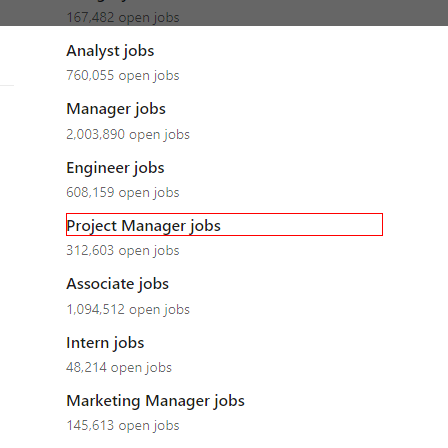 167,482 open jobs
Analyst jobs
760,055 open jobs
Manager jobs
2,003,890 open jobs
Engineer jobs
608,159 open jobs
Project Manager jobs
312,603 open jobs
Associate jobs
1,094,512 open jobs
Intern jobs
48,214 open jobs
Marketing Manager jobs
145,613 open jobs